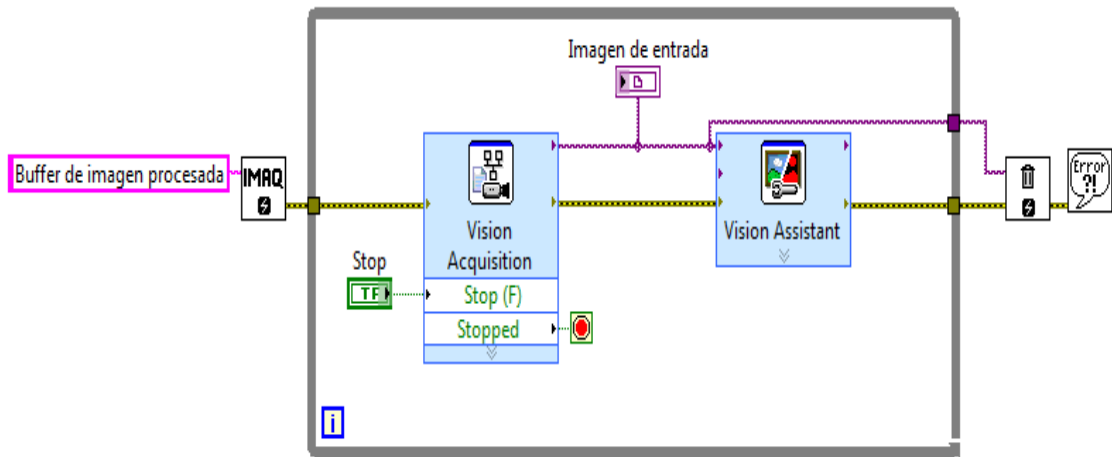 Imagen de entrada
Buffer de imagen procesada
IMAQ
Error
?!
Vision
Acquisition
Vision Assistant
Stop
TF
Stop (F)
Stopped
i